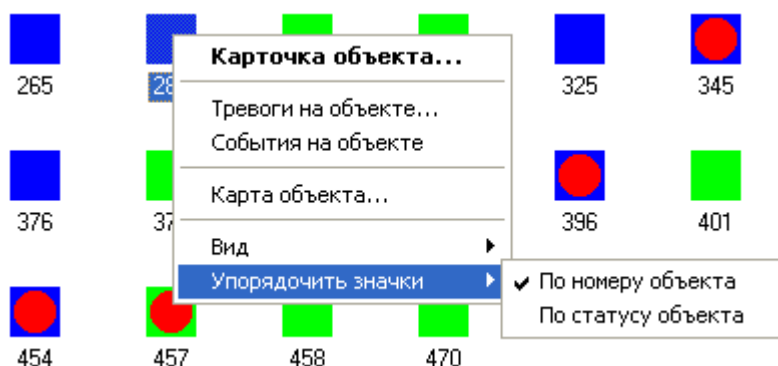 265
325
345
Карточка объекта...
Тревоги на объекте...
События на объекте
Карта объекта...
376
396
401
Вид
Упорядочить значки
По номеру объекта
По статусу объекта
454
457
458
470